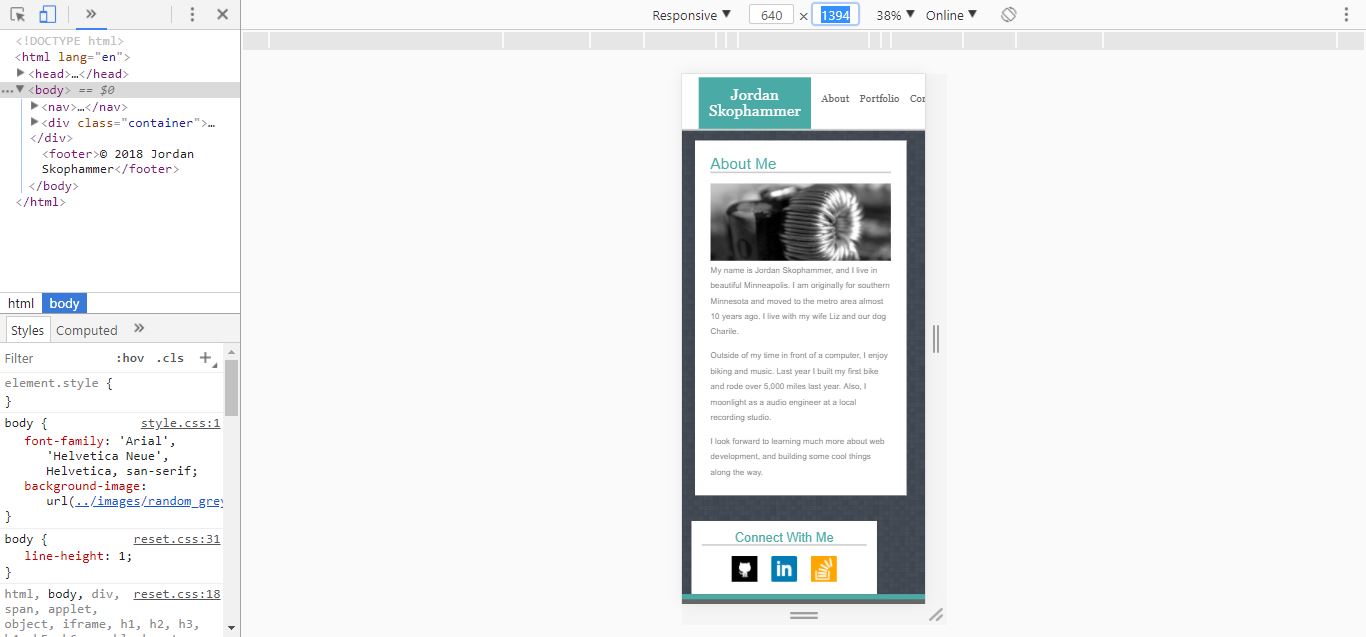 Responsive ▼ 640 × 1394 38% ▼ Online ▼
<!DOCTYPE html>
<html lang="en">
▶<head>…</head>
…▼<body> == $0
▶<nav>…</nav>
▶<div class="container">…
</div>
<footer>© 2018 Jordan
Skophammer</footer>
</body>
</html>
html body
Styles Computed »
Filter :hov .cls +
element.style {
}
body { style.css:1
font-family: 'Arial',
'Helvetica Neue',
Helvetica, san-serif;
background-image:
url(../images/random_grey
}
body { reset.css:31
line-height: 1;
}
html, body, div, reset.css:18
span, applet,
object, iframe, h1, h2, h3,
Jordan
Skophammer
About Portfolio Con
About Me
My name is Jordan Skophammer, and I live in
beautiful Minneapolis. I am originally for southern
Minnesota and moved to the metro area almost
10 years ago. I live with my wife Liz and our dog
Charile.
Outside of my time in front of a computer, I enjoy
biking and music. Last year I built my first bike
and rode over 5,000 miles last year. Also, I
moonlight as a audio engineer at a local
recording studio.
I look forward to learning much more about web
development, and building some cool things
along the way.
Connect With Me
in